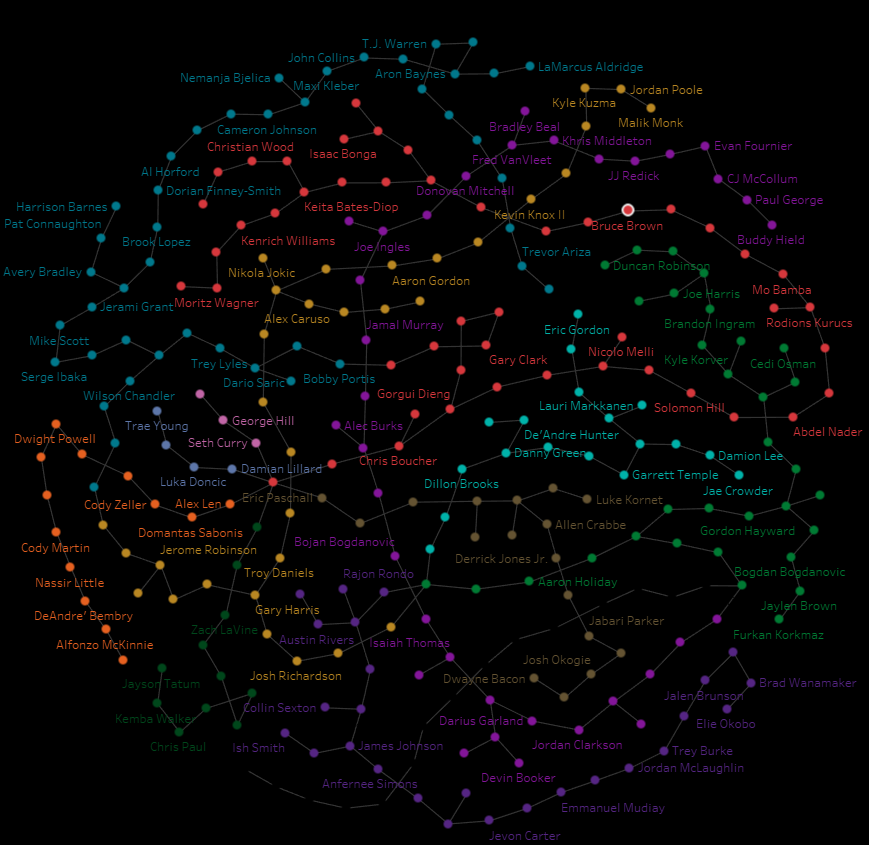 T.J. Warren
John Collins
LaMarcus Aldridge
Aron Baynes
Nemanja Bjelica
Maxi Kleber
Jordan Poole
Kyle Kuzma
Malik Monk
Bradley Beal
Cameron Johnson
Khris Middleton
Christian Wood
Evan Fournier
Isaac Bonga
Fred VanVleet
Al Horford
JJ Redick
CJ McCollum
Dorian Finney-Smith
Donovan Mitchell
Paul George
Harrison Barnes
Keita Bates-Diop
Kevin Knox II
Pat Connaughton
Bruce Brown
Brook Lopez
Kenrich Williams
Buddy Hield
Joe Ingles
Trevor Ariza
Duncan Robinson
Avery Bradley
Nikola Jokic
Aaron Gordon
Mo Bamba
Joe Harris
Moritz Wagner
Jerami Grant
Alex Caruso
Jamal Murray
Brandon Ingram
Rodions Kurucs
Eric Gordon
Mike Scott
Nicolo Melli
Gary Clark
Kyle Korver
Cedi Osman
Trey Lyles
Serge Ibaka
Dario Saric
Bobby Portis
Gorgui Dieng
Wilson Chandler
Lauri Markkanen
Solomon Hill
George Hill
Trae Young
Alec Burks
Abdel Nader
Dwight Powell
Seth Curry
De'Andre Hunter
Danny Green
Damion Lee
Chris Boucher
Damian Lillard
Luka Doncic
Garrett Temple
Dillon Brooks
Jae Crowder
Eric Paschall
Luke Kornet
Cody Zeller
Alex Len
Allen Crabbe
Gordon Hayward
Domantas Sabonis
Bojan Bogdanovic
Cody Martin
Jerome Robinson
Derrick Jones Jr.
Troy Daniels
Rajon Rondo
Bogdan Bogdanovic
Nassir Little
Aaron Holiday
Jaylen Brown
Gary Harris
DeAndre' Bembry
Jabari Parker
Zach LaVine
Furkan Korkmaz
Austin Rivers
Isaiah Thomas
Alfonzo McKinnie
Josh Okogie
Josh Richardson
Dwayne Bacon
Jayson Tatum
Brad Wanamaker
Jalen Brunson
Collin Sexton
Kemba Walker
Darius Garland
Elie Okobo
Jordan Clarkson
Chris Paul
Ish Smith
James Johnson
Trey Burke
Jordan McLaughlin
Devin Booker
Anfernee Simons
Emmanuel Mudiay
Jevon Carter